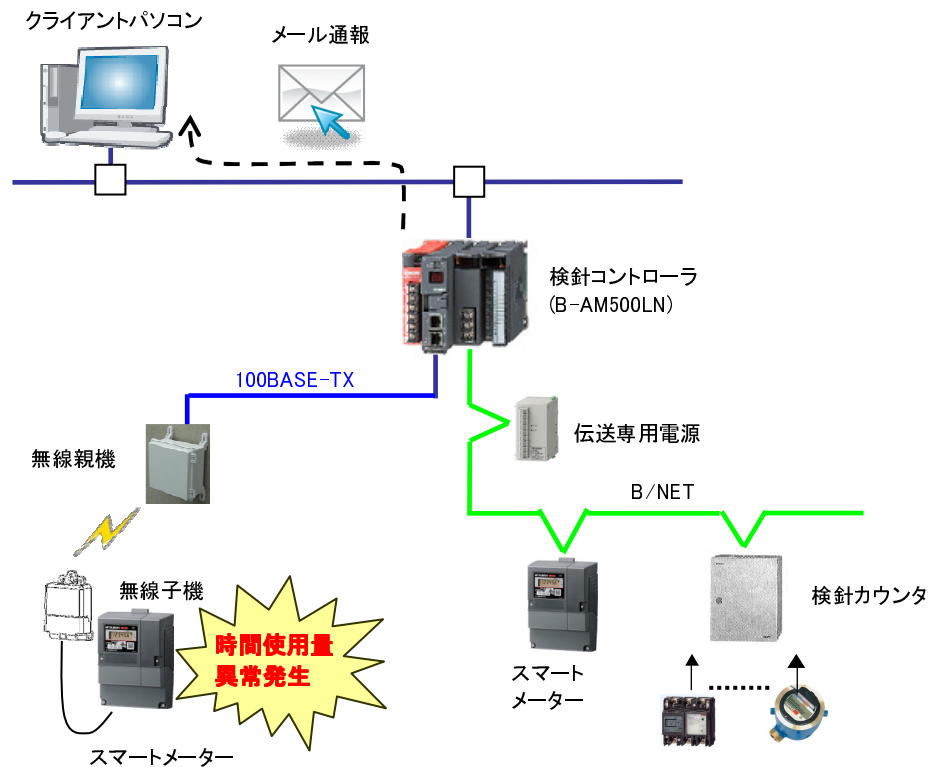 クライアントパソコン
メール通報
検針コントローラ
(B-AM500LN)
100BASE-TX
伝送専用電源
無線親機
B/NET
無線子機
時間使用量
異常発生
検針カウンタ
スマート
メーター
スマートメーター